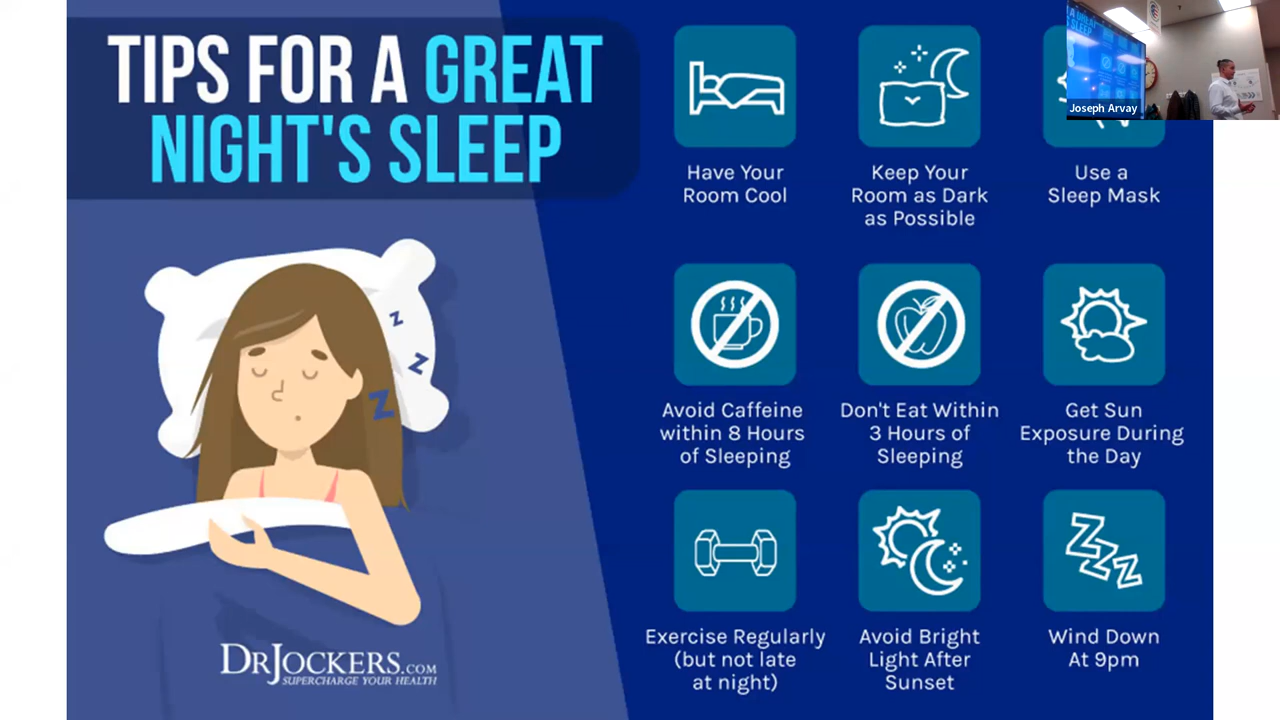 TIPS FOR A GREAT
NIGHT'S SLEEP
Have Your
Room Cool
Keep Your
Room as Dark
as Possible
Use a
Sleep Mask
Avoid Caffeine
within 8 Hours
of Sleeping
Don't Eat Within
3 Hours of
Sleeping
Get Sun
Exposure During
the Day
Exercise Regularly
(but not late
at night)
Avoid Bright
Light After
Sunset
Wind Down
At 9pm
z
z
z
DRJOCKERS.COM
SUPERCHARGE YOUR HEALTH
Joseph Arvay
A GREAT
SLEEP